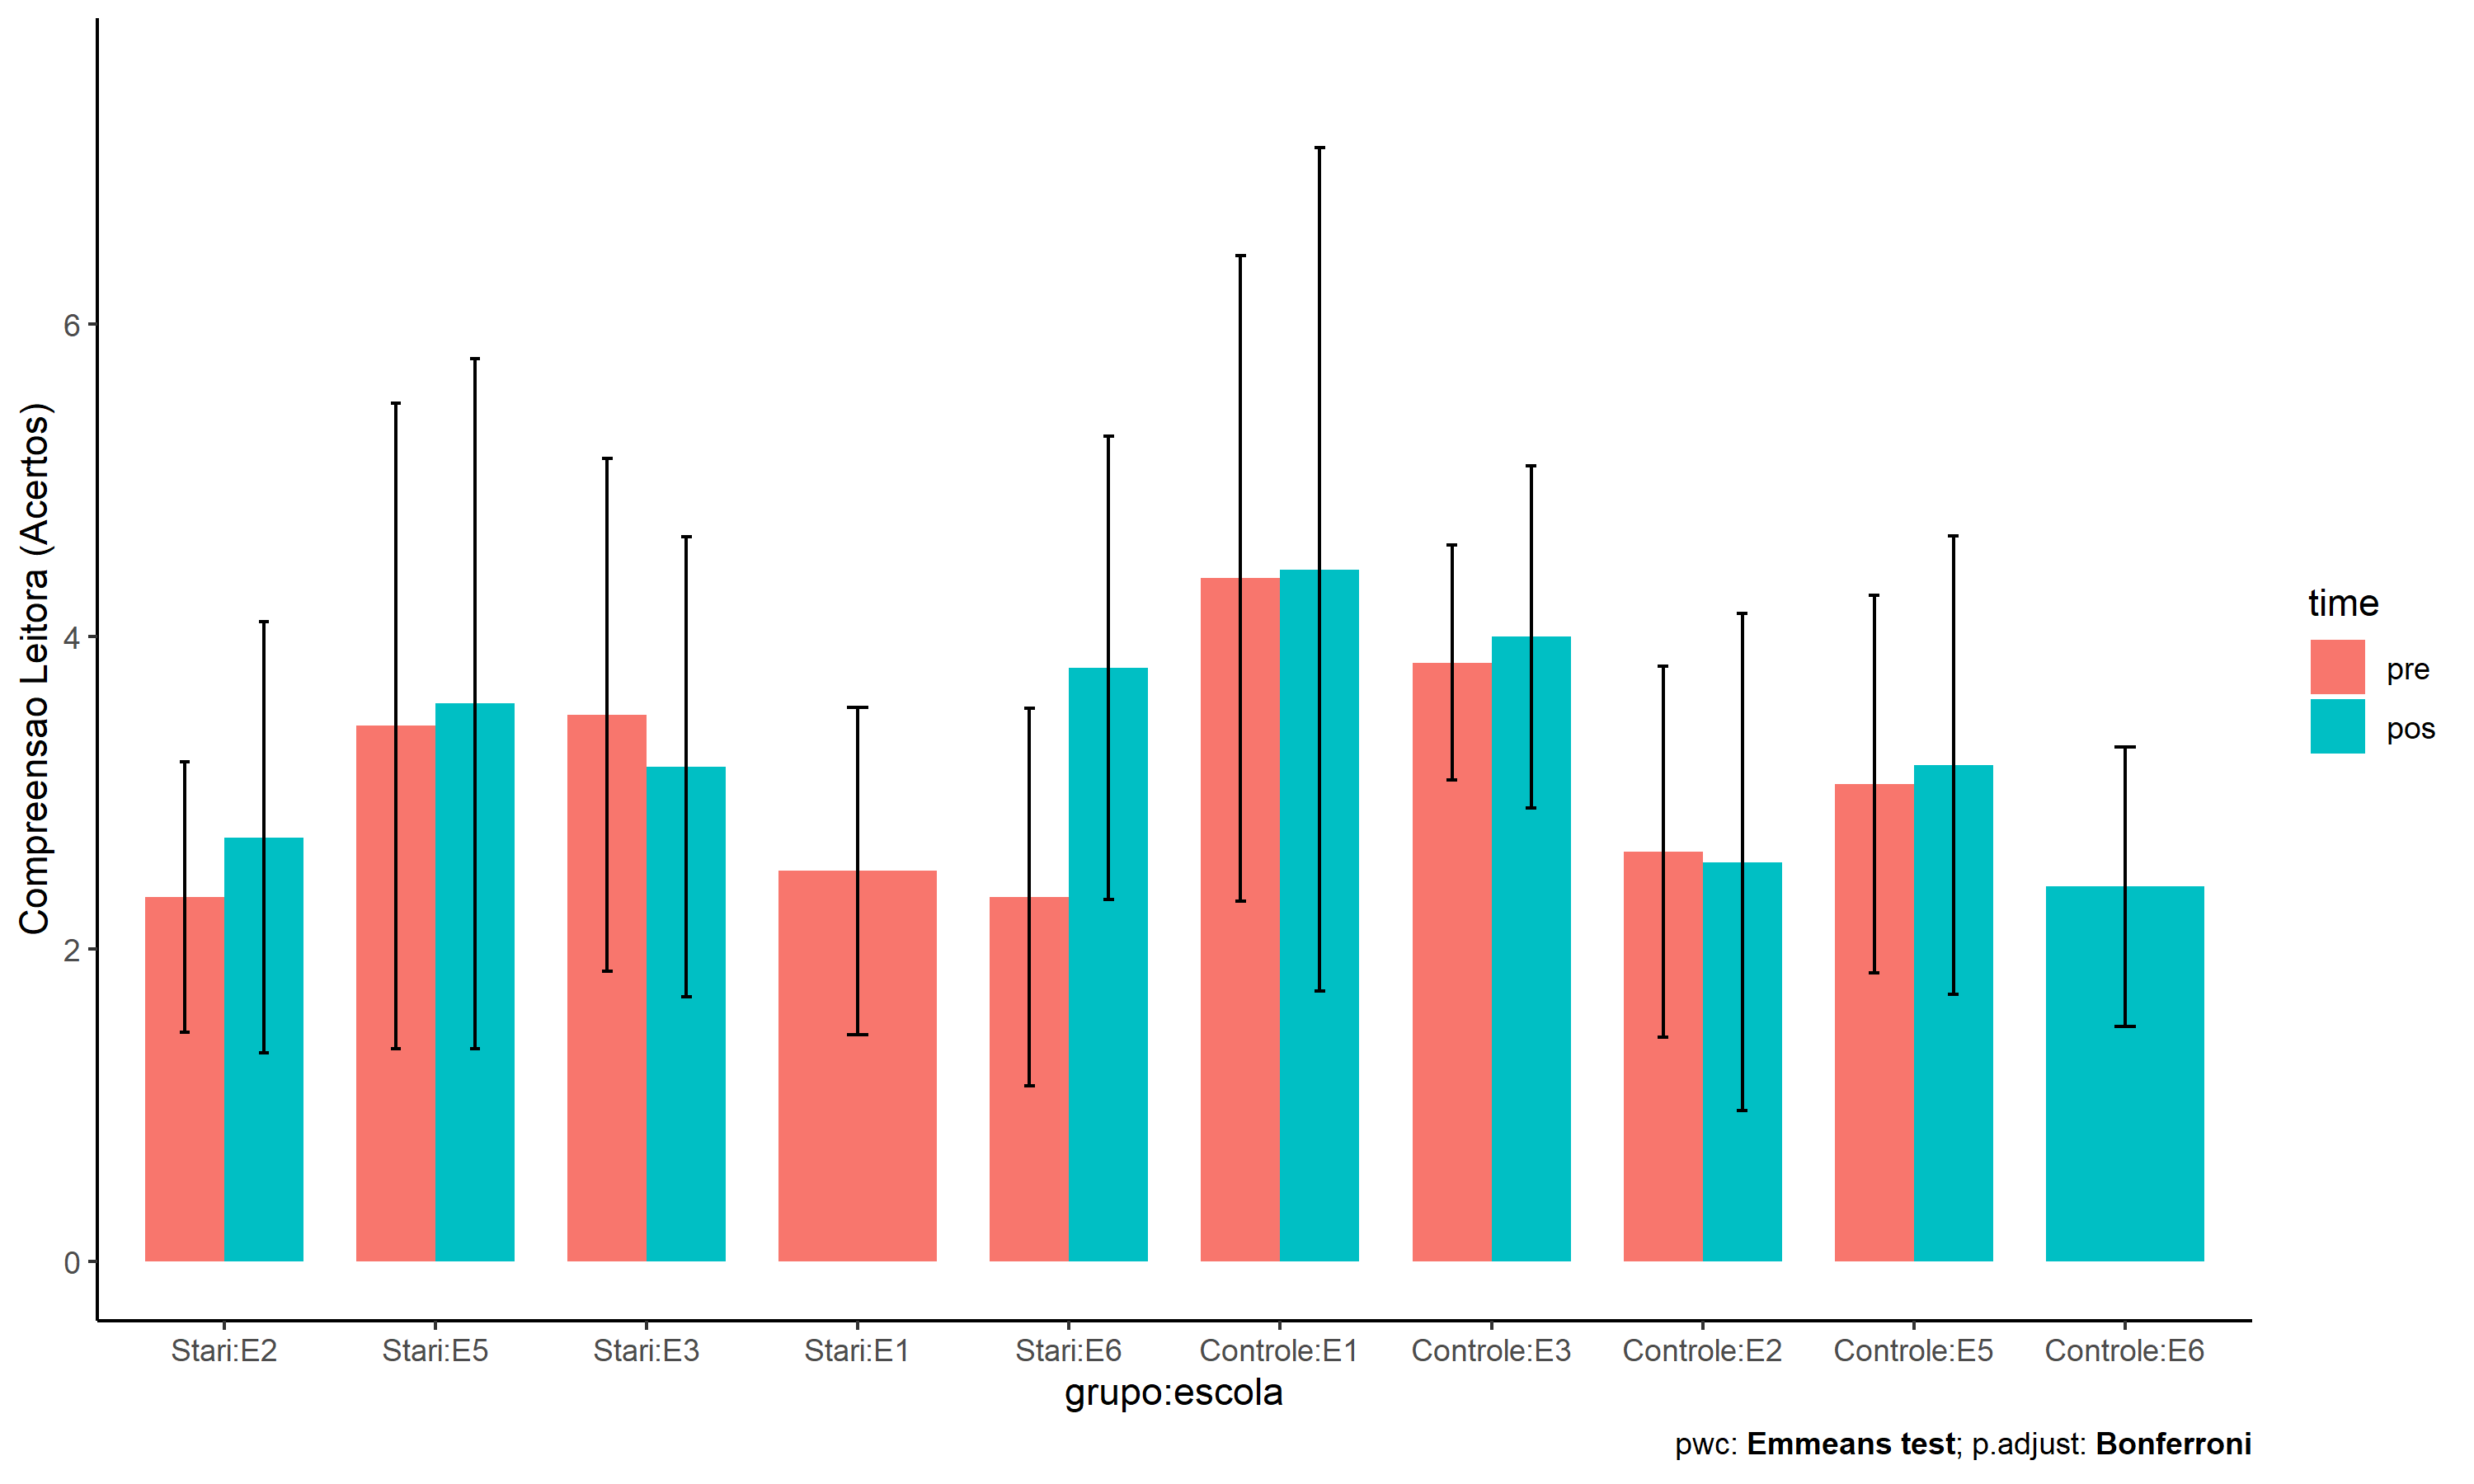 Compreensao Leitora (Acertos)
6
4
2
0
Stari:E2 Stari:E5 Stari:E3 Stari:E1 Stari:E6 Controle:E1 Controle:E3 Controle:E2 Controle:E5 Controle:E6
grupo:escola
pwc: Emmeans test; p.adjust: Bonferroni
time
pre
pos